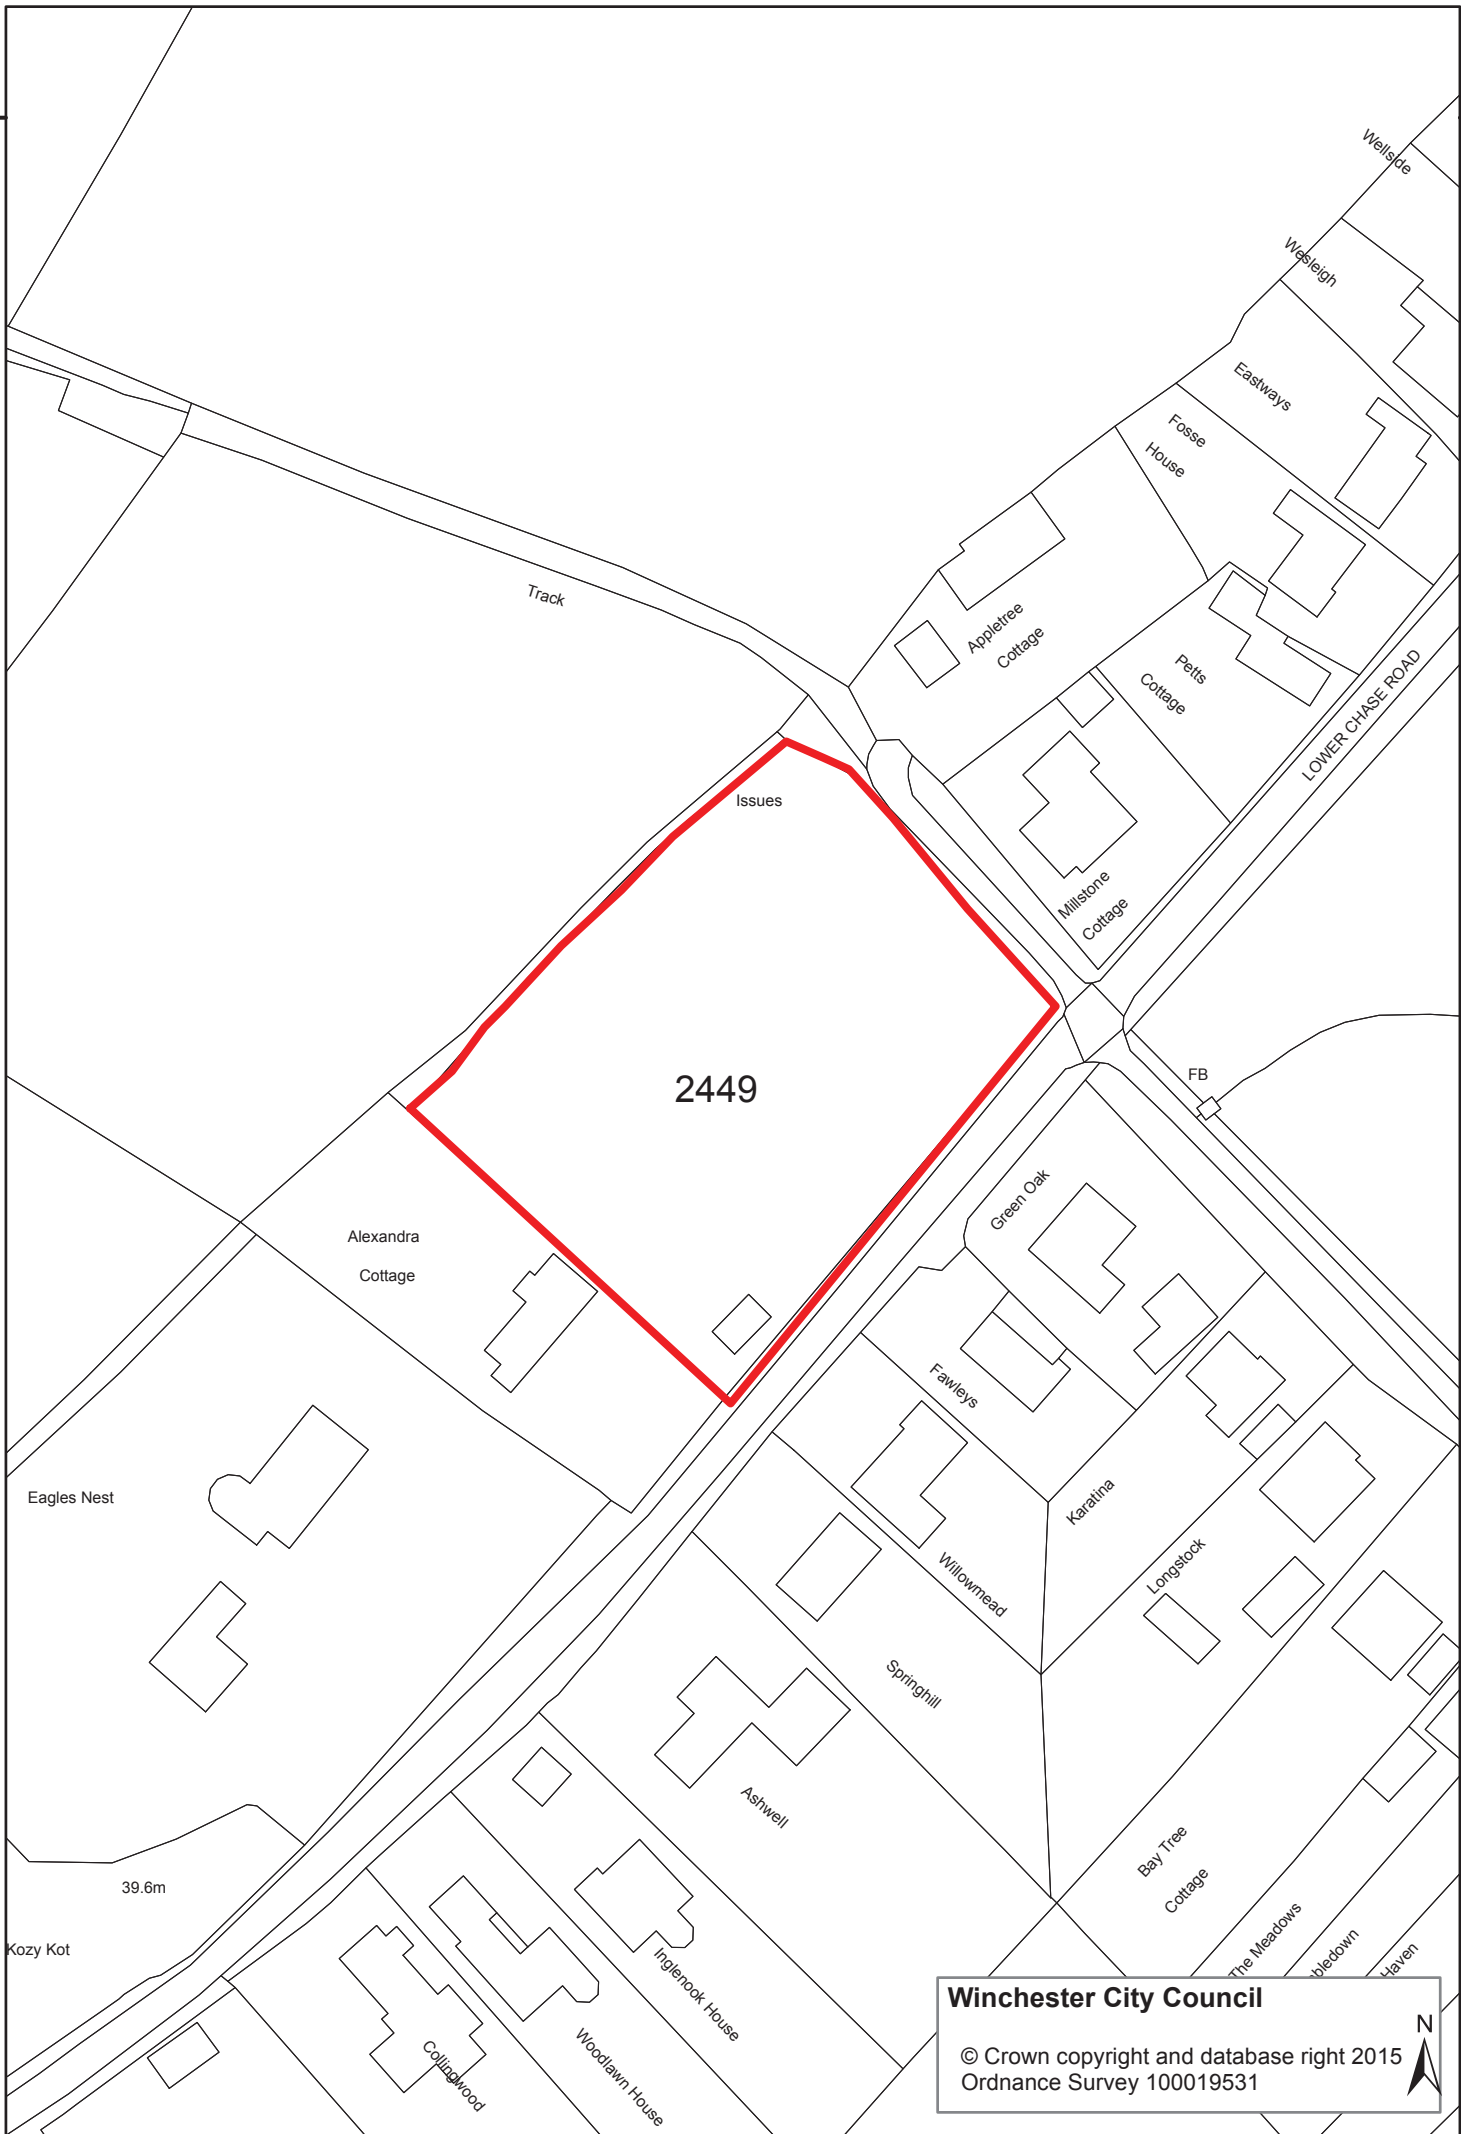 Wellside
Wesleigh
Eastways
Fosse
House
Track
Appletree
Cottage
Petts
Cottage
LOWER CHASE ROAD
Issues
Millstone
Cottage
2449
FB
Green Oak
Alexandra
Cottage
Fawleys
Eagles Nest
Karatina
Longstock
Willowmead
Springhill
Ashwell
Bay Tree
Cottage
39.6m
The Meadows
bledown
Haven
Kozy Kot
Inglenook House
Collingwood
Woodlawn House
Winchester City Council
N
© Crown copyright and database right 2015
Ordnance Survey 100019531